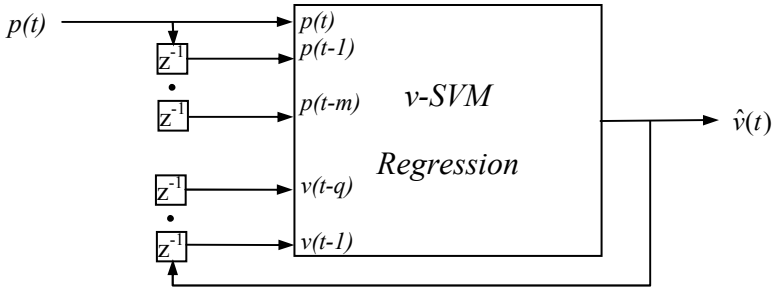 p(t)
p(t)
z⁻¹
p(t-1)
z⁻¹
p(t-m)
ν-SVM
Regression
v̂(t)
z⁻¹
v(t-q)
z⁻¹
v(t-1)